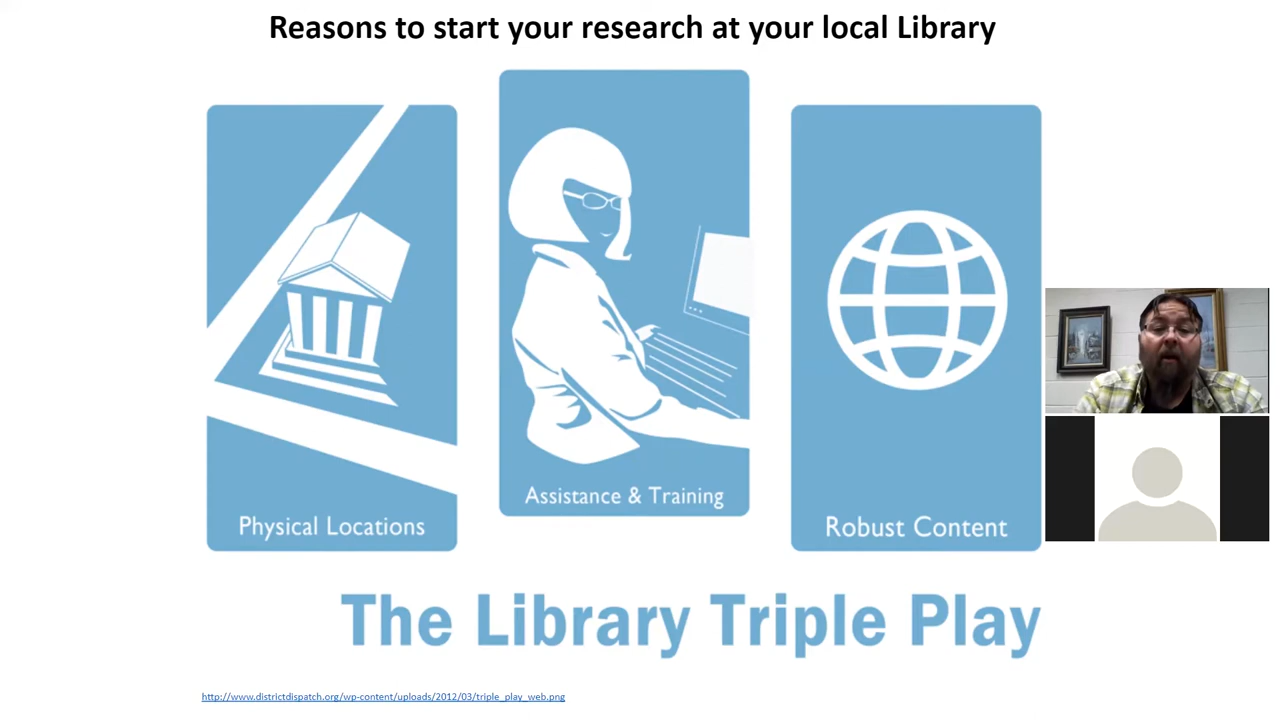 Reasons to start your research at your local Library
Physical Locations
Assistance & Training
Robust Content
The Library Triple Play
http://www.districtdispatch.org/wp-content/uploads/2012/03/triple_play_web.png